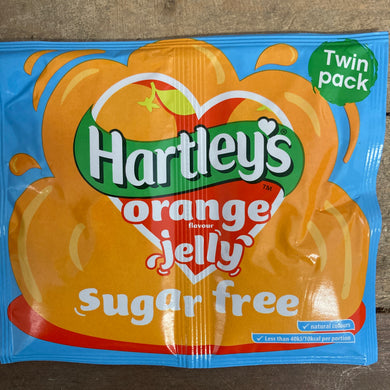 Twin
pack
Hartley's®
™
orange
flavour
jelly
sugar free
✓ natural colours
✓ Less than 40kJ/10kcal per portion